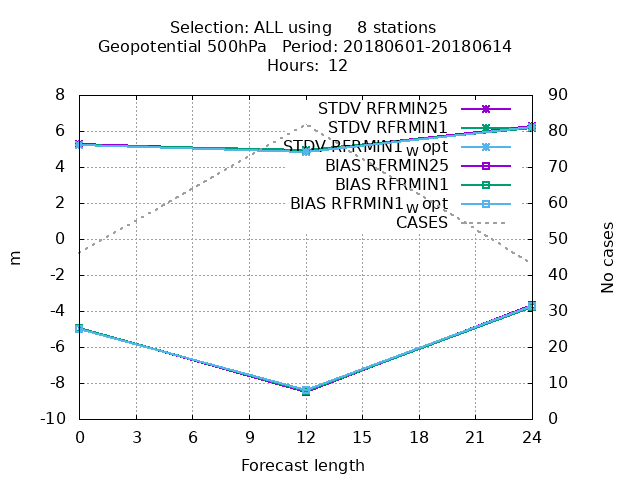 Selection: ALL using     8 stations
Geopotential 500hPa   Period: 20180601-20180614
Hours:  12
8 90
STDV RFRMIN25
6 80
STDV RFRMIN1
STDV RFRMIN1w opt
4 70
BIAS RFRMIN25
BIAS RFRMIN1
2 60
BIAS RFRMIN1w opt
CASES
0 50
-2 40
-4 30
-6 20
-8 10
-10 0
m
No cases
0 3 6 9 12 15 18 21 24
Forecast length